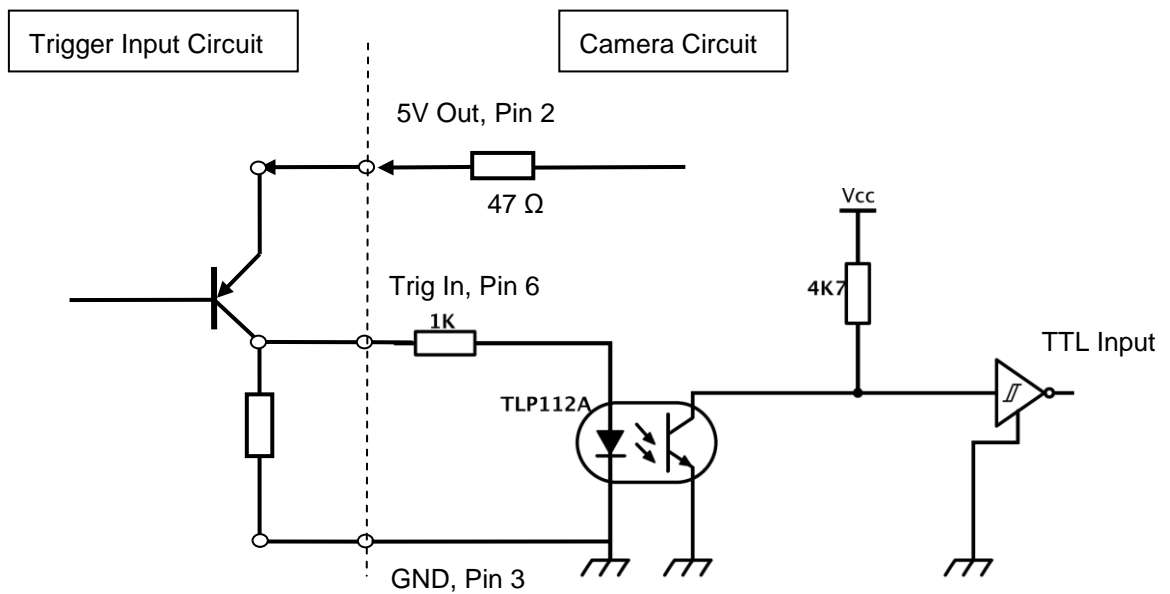 Trigger Input Circuit
Camera Circuit
5V Out, Pin 2
47 Ω
Vcc
Trig In, Pin 6
4K7
1K
TTL Input
TLP112A
GND, Pin 3